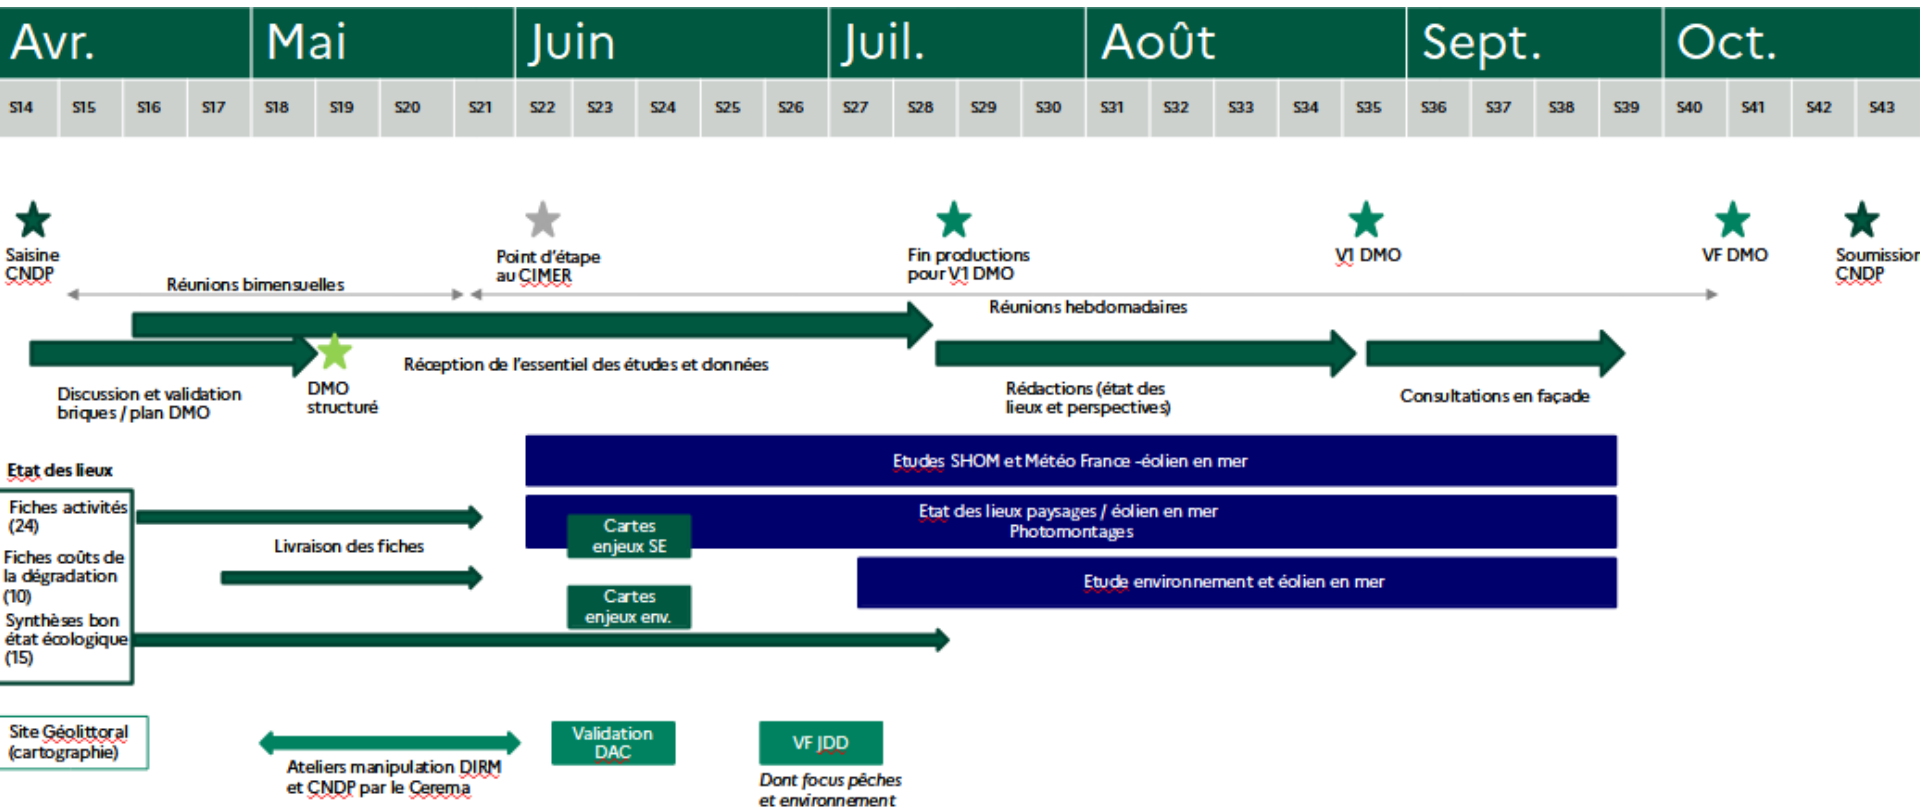 Avr. Mai Juin Juil. Août Sept. Oct.
S14 S15 S16 S17 S18 S19 S20 S21 S22 S23 S24 S25 S26 S27 S28 S29 S30 S31 S32 S33 S34 S35 S36 S37 S38 S39 S40 S41 S42 S43
Saisine
CNDP
Point d'étape
au CIMER
Fin productions
pour V1 DMO
V1 DMO
VF DMO
Soumission
CNDP
Réunions bimensuelles
Réunions hebdomadaires
Discussion et validation
briques / plan DMO
DMO
structuré
Réception de l'essentiel des études et données
Rédactions (état des
lieux et perspectives)
Consultations en façade
Etudes SHOM et Météo France -éolien en mer
Etat des lieux
Fiches activités
(24)
Livraison des fiches
Fiches coûts de
la dégradation
(10)
Synthèses bon
état écologique
(15)
Cartes
enjeux SE
Etat des lieux paysages / éolien en mer
Photomontages
Cartes
enjeux env.
Etude environnement et éolien en mer
Site Géolittoral
(cartographie)
Ateliers manipulation DIRM
et CNDP par le Cerema
Validation
DAC
VF JDD
Dont focus pêches
et environnement